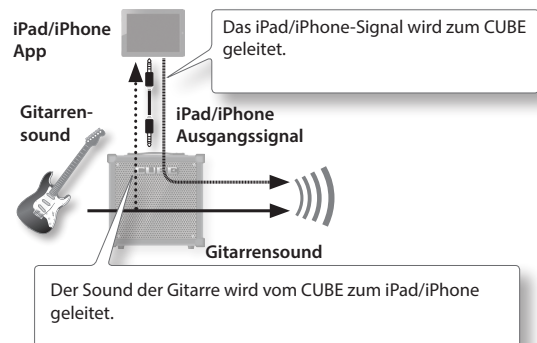 iPad/iPhone
App
Das iPad/iPhone-Signal wird zum CUBE
geleitet.
Gitarren-
sound
iPad/iPhone
Ausgangssignal
CUBE
Gitarrensound
Der Sound der Gitarre wird vom CUBE zum iPad/iPhone
geleitet.